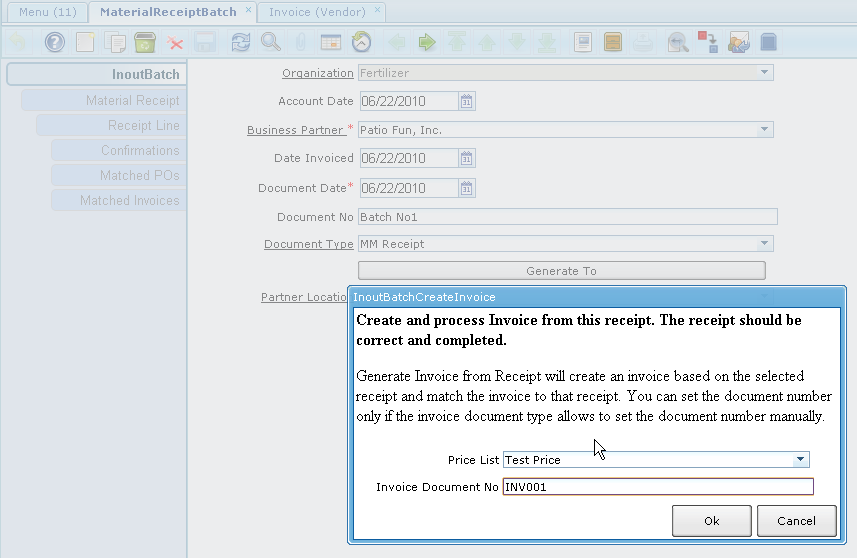 Menu (11)
MaterialReceiptBatch
Invoice (Vendor)
InoutBatch
Material Receipt
Receipt Line
Confirmations
Matched POs
Matched Invoices
Organization Fertilizer
Account Date 06/22/2010 31
Business Partner * Patio Fun, Inc.
Date Invoiced 06/22/2010 31
Document Date* 06/22/2010 31
Document No Batch No1
Document Type MM Receipt
Generate To
Partner Locatio
InoutBatchCreateInvoice
Create and process Invoice from this receipt. The receipt should be
correct and completed.
Generate Invoice from Receipt will create an invoice based on the selected
receipt and match the invoice to that receipt. You can set the document number
only if the invoice document type allows to set the document number manually.
Price List Test Price
Invoice Document No INV001
Ok
Cancel